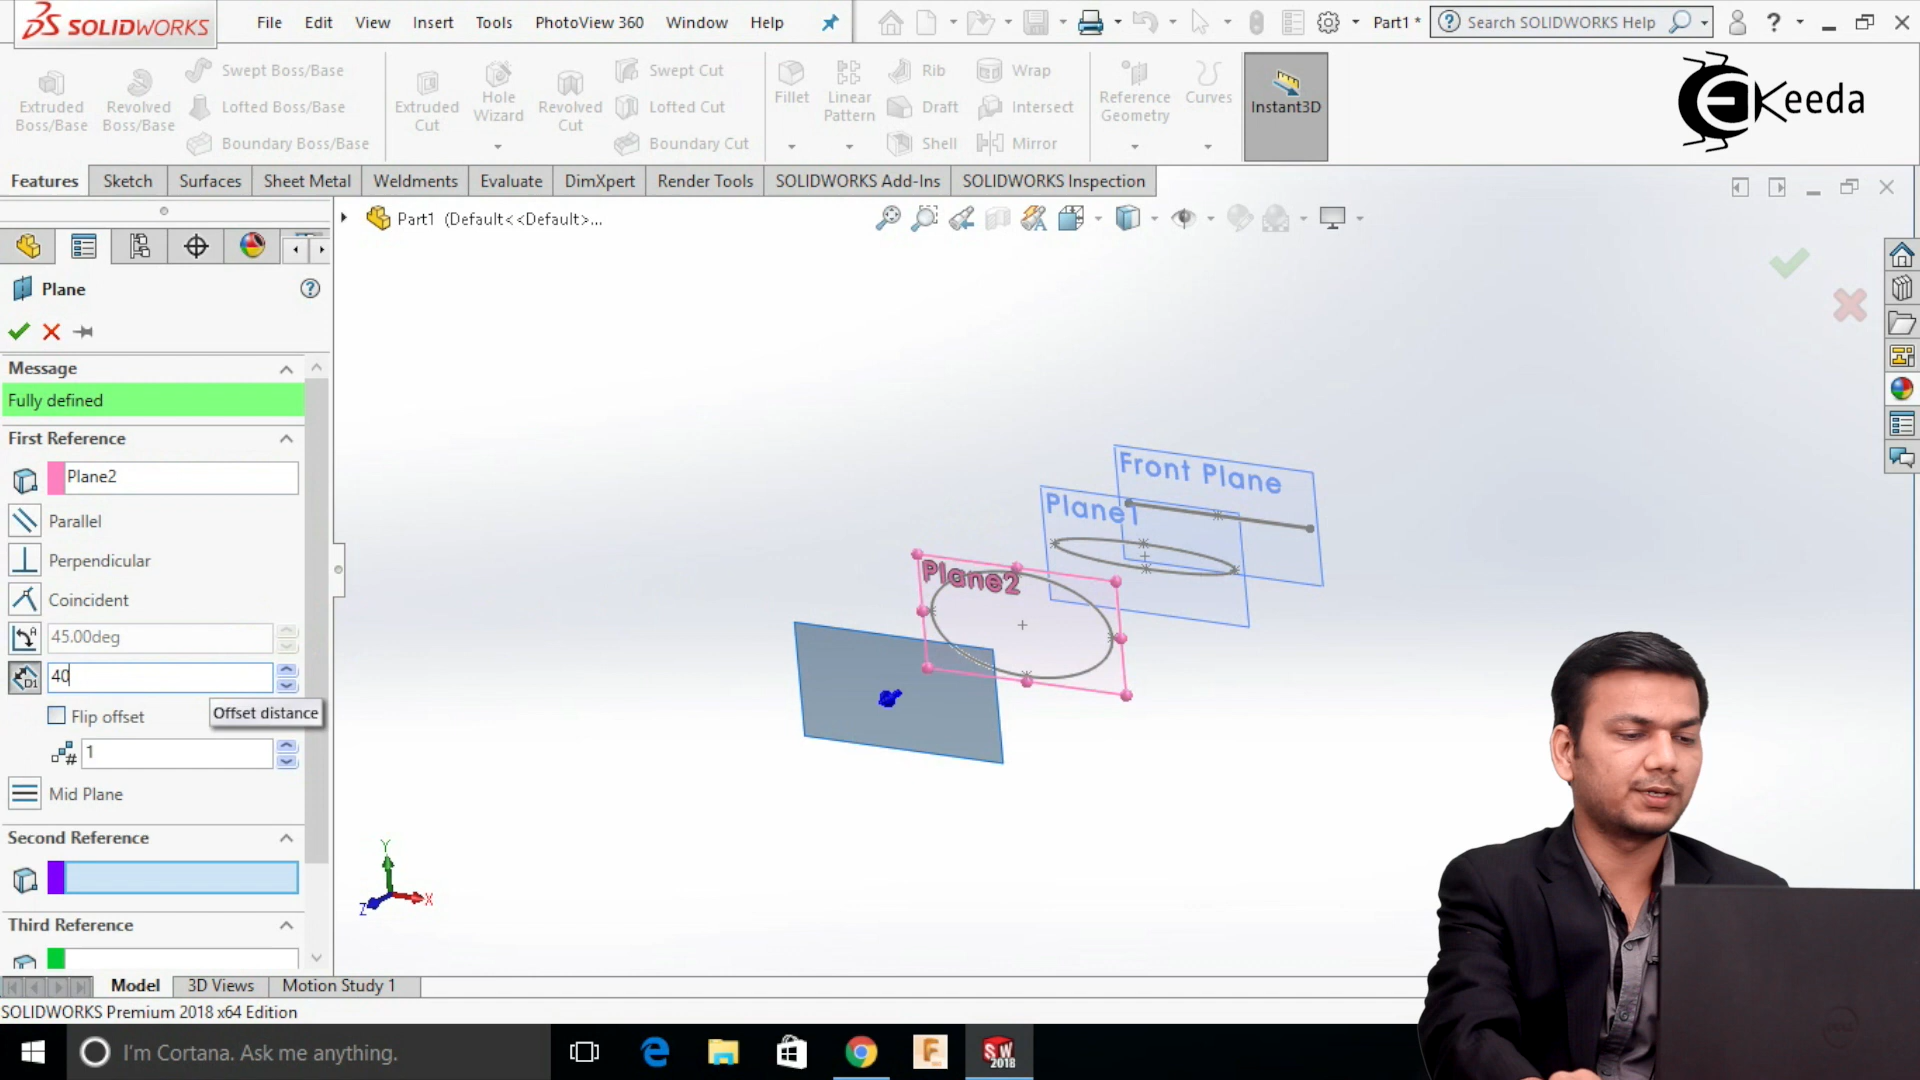 SOLIDWORKS
File
Edit
View
Insert
Tools
PhotoView 360
Window
Help
Part1 *
Search SOLIDWORKS Help
Extruded Boss/Base
Revolved Boss/Base
Swept Boss/Base
Lofted Boss/Base
Boundary Boss/Base
Extruded Cut
Hole Wizard
Revolved Cut
Swept Cut
Lofted Cut
Boundary Cut
Fillet
Linear Pattern
Rib
Draft
Shell
Wrap
Intersect
Mirror
Reference Geometry
Curves
Instant3D
EKeeda
Features
Sketch
Surfaces
Sheet Metal
Weldments
Evaluate
DimXpert
Render Tools
SOLIDWORKS Add-Ins
SOLIDWORKS Inspection
Part1 (Default<<Default>...
Plane
Message
Fully defined
First Reference
Plane2
Parallel
Perpendicular
Coincident
45.00deg
40
Flip offset
Offset distance
1
Mid Plane
Second Reference
Third Reference
Front Plane
Plane1
Plane2
Y
X
Z
Model
3D Views
Motion Study 1
SOLIDWORKS Premium 2018 x64 Edition
I'm Cortana. Ask me anything.
SW
2018